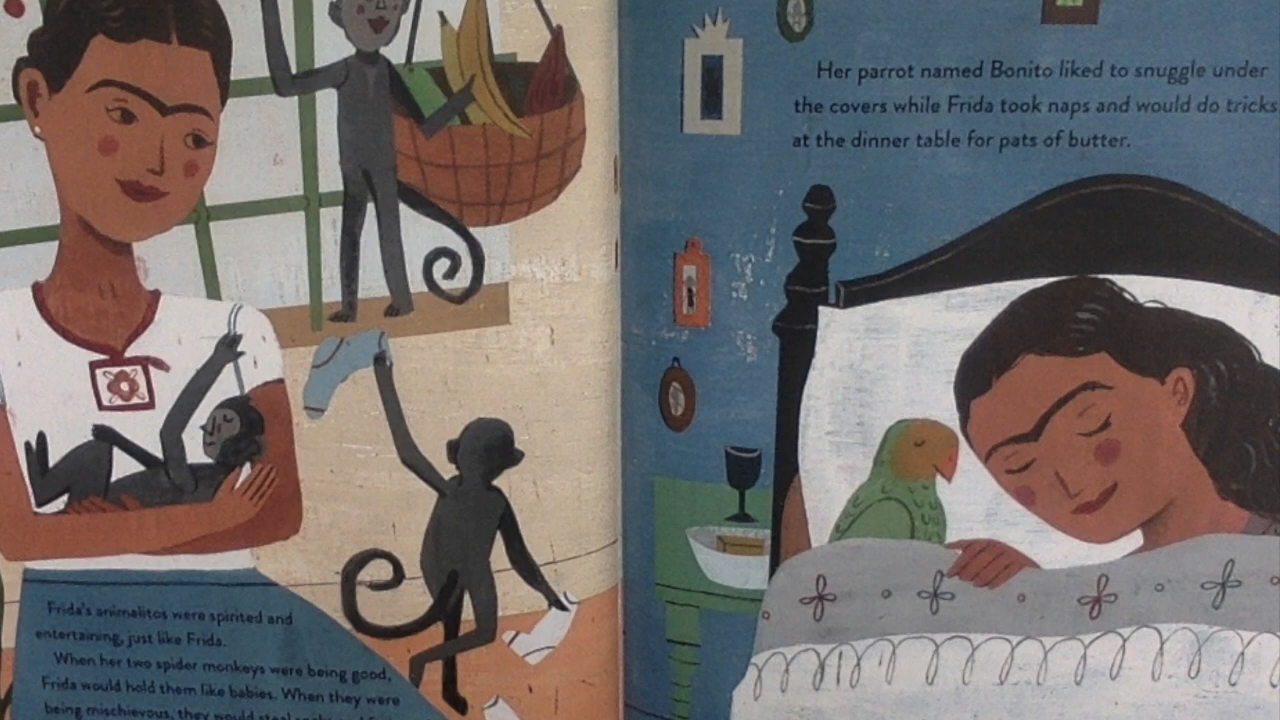 Frida's animalitos were spirited and
entertaining, just like Frida.
When her two spider monkeys were being good,
Frida would hold them like babies. When they were
being mischievous, they would steal
Her parrot named Bonito liked to snuggle under
the covers while Frida took naps and would do tricks
at the dinner table for pats of butter.